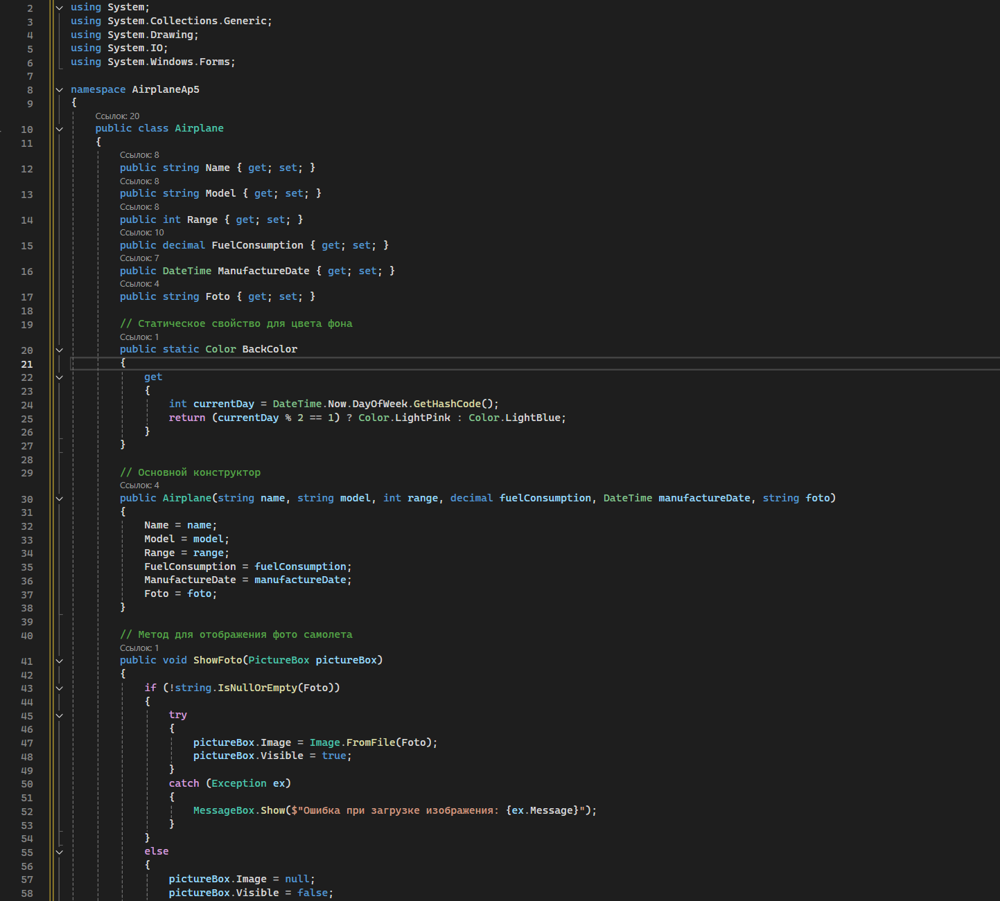 2 using System;
3 using System.Collections.Generic;
4 using System.Drawing;
5 using System.IO;
6 using System.Windows.Forms;
7
8 namespace AirplaneAp5
9 {
Ссылок: 20
10 public class Airplane
11 {
Ссылок: 8
12 public string Name { get; set; }
Ссылок: 8
13 public string Model { get; set; }
Ссылок: 8
14 public int Range { get; set; }
Ссылок: 10
15 public decimal FuelConsumption { get; set; }
Ссылок: 7
16 public DateTime ManufactureDate { get; set; }
Ссылок: 4
17 public string Foto { get; set; }
18
19 // Статическое свойство для цвета фона
Ссылок: 1
20 public static Color BackColor
21 {
22 get
23 {
24 int currentDay = DateTime.Now.DayOfWeek.GetHashCode();
25 return (currentDay % 2 == 1) ? Color.LightPink : Color.LightBlue;
26 }
27 }
28
29 // Основной конструктор
Ссылок: 4
30 public Airplane(string name, string model, int range, decimal fuelConsumption, DateTime manufactureDate, string foto)
31 {
32 Name = name;
33 Model = model;
34 Range = range;
35 FuelConsumption = fuelConsumption;
36 ManufactureDate = manufactureDate;
37 Foto = foto;
38 }
39
40 // Метод для отображения фото самолета
Ссылок: 1
41 public void ShowFoto(PictureBox pictureBox)
42 {
43 if (!string.IsNullOrEmpty(Foto))
44 {
45 try
46 {
47 pictureBox.Image = Image.FromFile(Foto);
48 pictureBox.Visible = true;
49 }
50 catch (Exception ex)
51 {
52 MessageBox.Show($"Ошибка при загрузке изображения: {ex.Message}");
53 }
54 }
55 else
56 {
57 pictureBox.Image = null;
58 pictureBox.Visible = false;